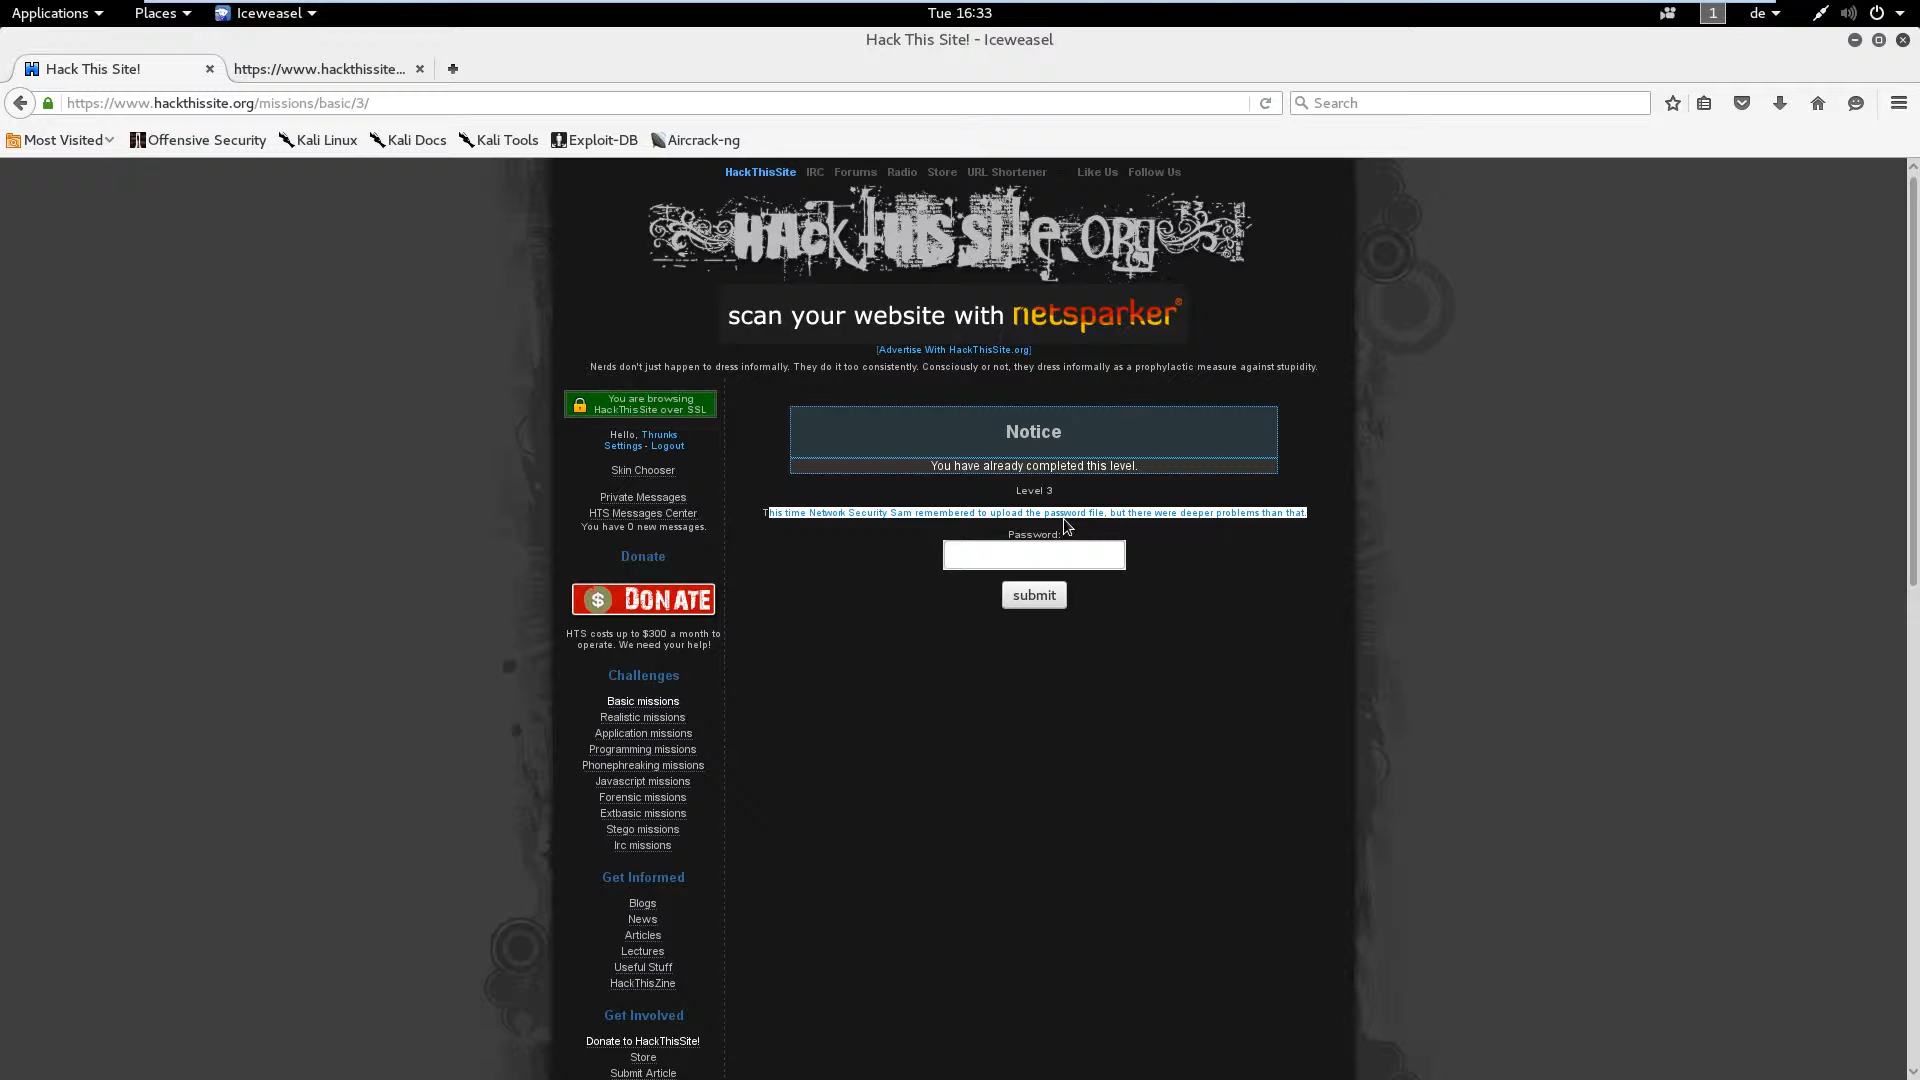 Applications Places Iceweasel Tue 16:33 1 de
Hack This Site! - Iceweasel
Hack This Site! https://www.hackthissite...
https://www.hackthissite.org/missions/basic/3/ Search
Most Visited Offensive Security Kali Linux Kali Docs Kali Tools Exploit-DB Aircrack-ng
HackThisSite IRC Forums Radio Store URL Shortener Like Us Follow Us
HackThisSite.org
scan your website with netsparker®
[Advertise With HackThisSite.org]
Nerds don't just happen to dress informally. They do it too consistently. Consciously or not, they dress informally as a prophylactic measure against stupidity.
You are browsing
HackThisSite over SSL
Hello, Thrunks
Settings - Logout
Skin Chooser
Private Messages
HTS Messages Center
You have 0 new messages.
Donate
$ DONATE
HTS costs up to $300 a month to
operate. We need your help!
Challenges
Basic missions
Realistic missions
Application missions
Programming missions
Phonephreaking missions
Javascript missions
Forensic missions
Extbasic missions
Stego missions
Irc missions
Get Informed
Blogs
News
Articles
Lectures
Useful Stuff
HackThisZine
Get Involved
Donate to HackThisSite!
Store
Submit Article
Notice
You have already completed this level.
Level 3
This time Network Security Sam remembered to upload the password file, but there were deeper problems than that.
Password:
submit